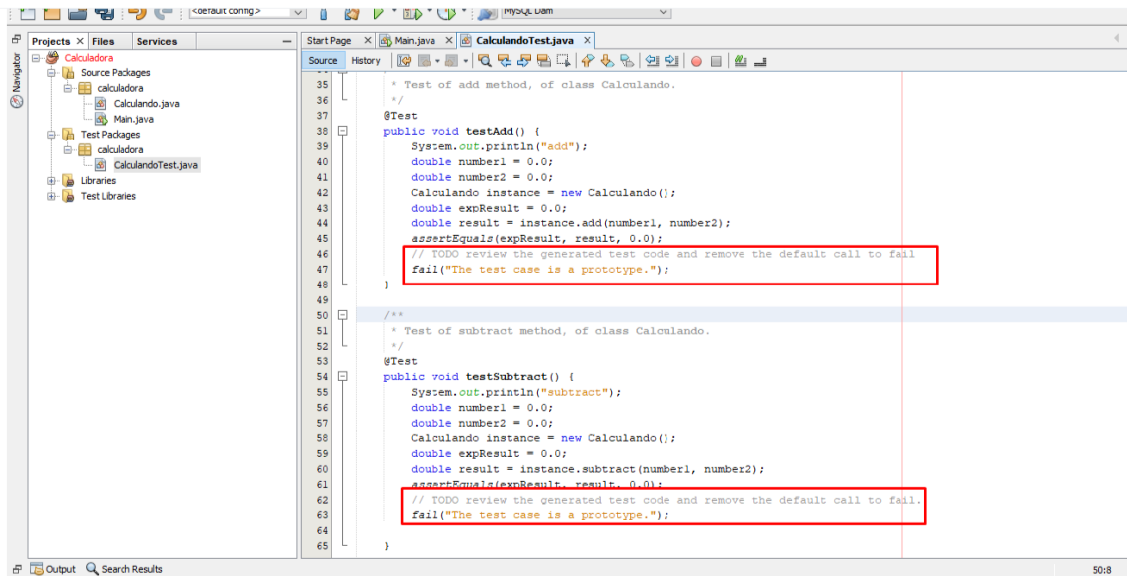 <default config>
MySQL Dam
Projects Files Services
Start Page Main.java CalculandoTest.java
Navigator
Source History
Calculadora
Source Packages
calculadora
Calculando.java
Main.java
Test Packages
calculadora
CalculandoTest.java
Libraries
Test Libraries
35 * Test of add method, of class Calculando.
36 */
37 @Test
38 public void testAdd() {
39 System.out.println("add");
40 double number1 = 0.0;
41 double number2 = 0.0;
42 Calculando instance = new Calculando();
43 double expResult = 0.0;
44 double result = instance.add(number1, number2);
45 assertEquals(expResult, result, 0.0);
46 // TODO review the generated test code and remove the default call to fail
47 fail("The test case is a prototype.");
48 }
49
50 /**
51 * Test of subtract method, of class Calculando.
52 */
53 @Test
54 public void testSubtract() {
55 System.out.println("subtract");
56 double number1 = 0.0;
57 double number2 = 0.0;
58 Calculando instance = new Calculando();
59 double expResult = 0.0;
60 double result = instance.subtract(number1, number2);
61 assertEquals(expResult, result, 0.0);
62 // TODO review the generated test code and remove the default call to fail.
63 fail("The test case is a prototype.");
64
65 }
Output Search Results
50:8